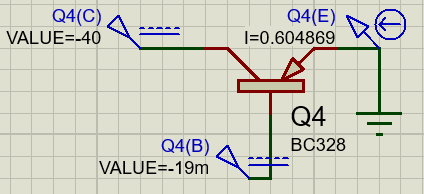 Q4(C)
VALUE=-40
Q4(E)
I=0.604869
Q4
BC328
Q4(B)
VALUE=-19m